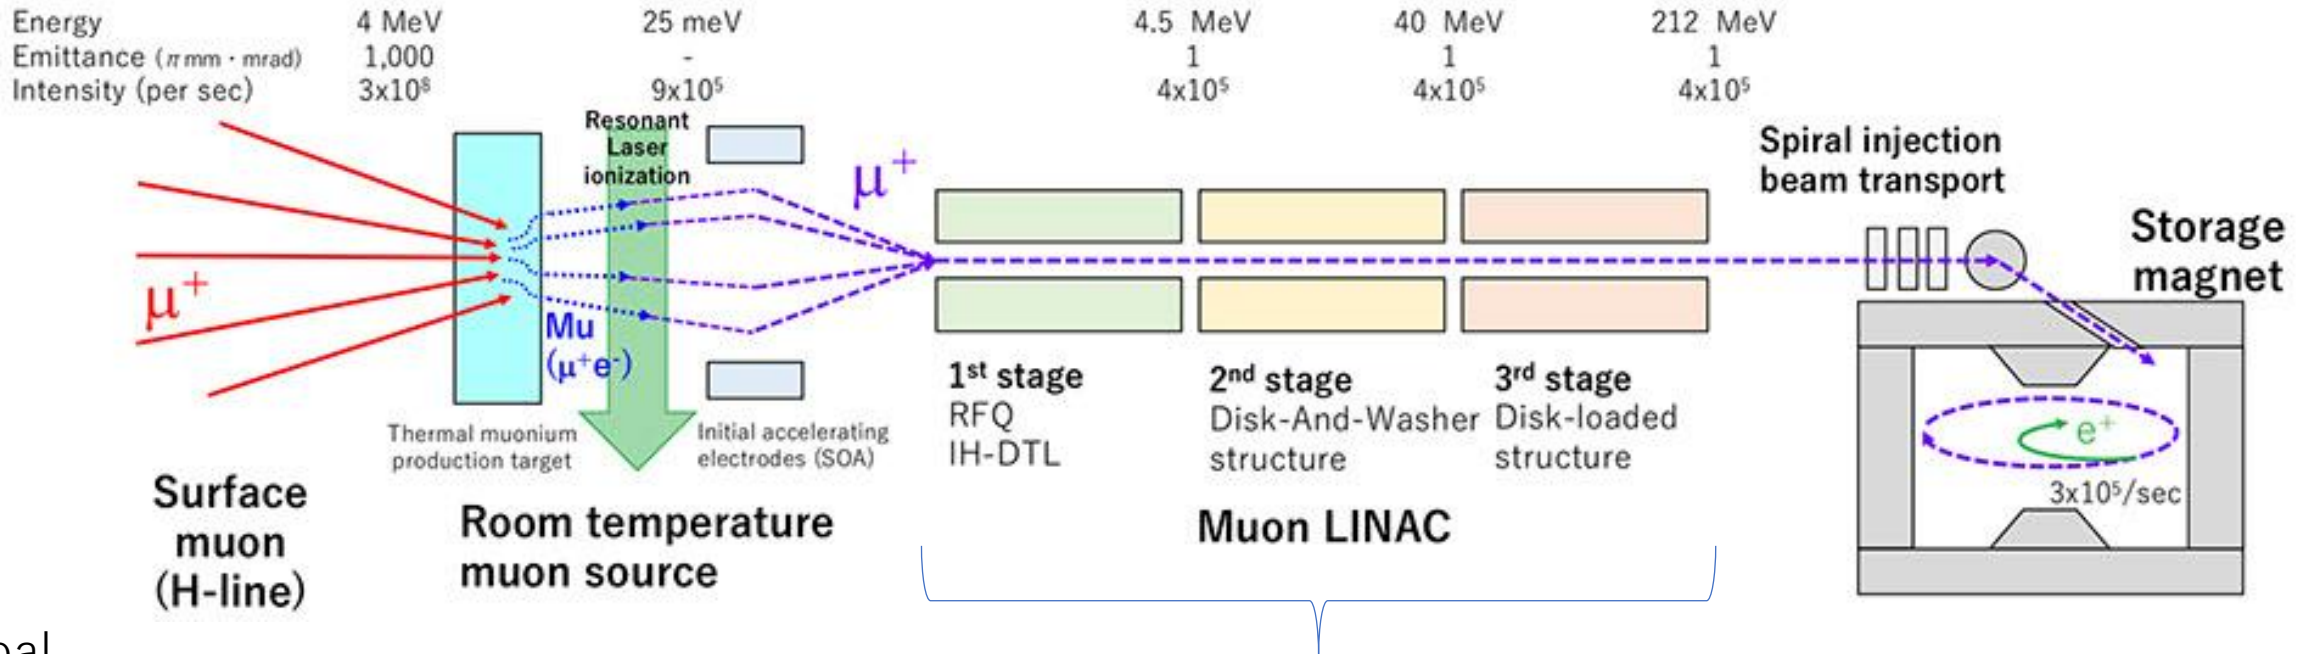 Energy 4 MeV 25 meV 4.5 MeV 40 MeV 212 MeV
Emittance (π mm・mrad) 1,000 - 1 1 1
Intensity (per sec) 3x10⁸ 9x10⁵ 4x10⁵ 4x10⁵ 4x10⁵
Resonant
Laser
ionization
μ⁺
μ⁺
Mu
(μ⁺e⁻)
Thermal muonium
production target
Initial accelerating
electrodes (SOA)
Surface
muon
(H-line)
Room temperature
muon source
1st stage
RFQ
IH-DTL
2nd stage
Disk-And-Washer
structure
3rd stage
Disk-loaded
structure
Muon LINAC
Spiral injection
beam transport
Storage
magnet
e⁺
3x10⁵/sec